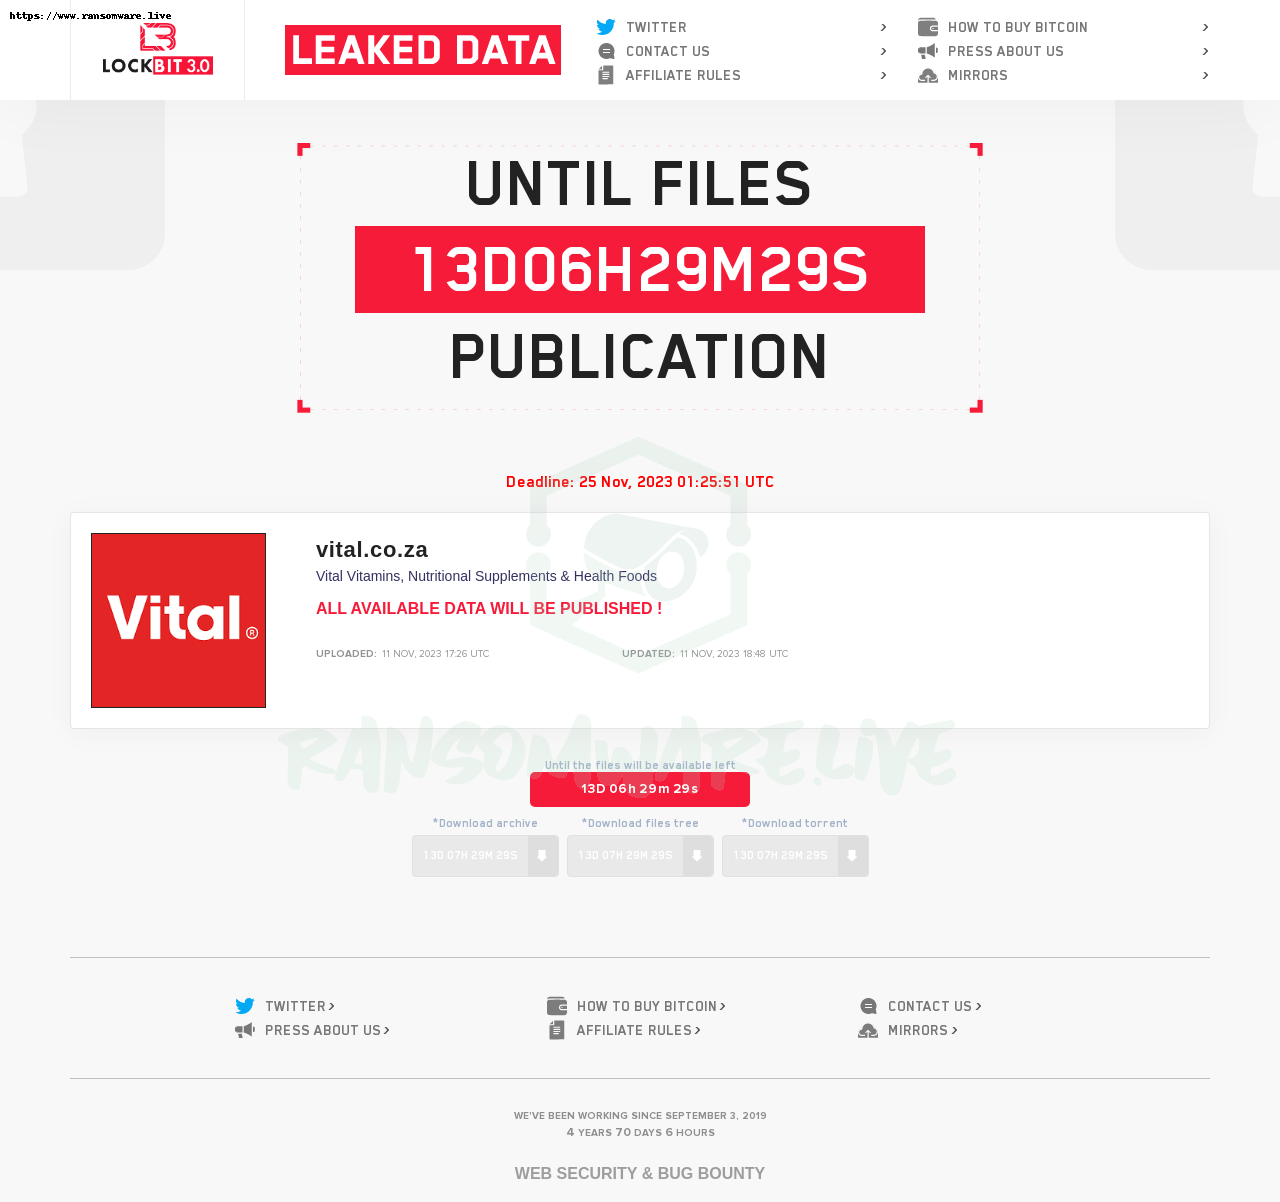 https://www.ransomware.live
LOCKBIT 3.0
LEAKED DATA
TWITTER
CONTACT US
AFFILIATE RULES
HOW TO BUY BITCOIN
PRESS ABOUT US
MIRRORS
UNTIL FILES
13D06H29M29S
PUBLICATION
Deadline: 25 Nov, 2023 01:25:51 UTC
Vital®
vital.co.za
Vital Vitamins, Nutritional Supplements & Health Foods
ALL AVAILABLE DATA WILL BE PUBLISHED !
UPLOADED: 11 NOV, 2023 17:26 UTC
UPDATED: 11 NOV, 2023 18:48 UTC
RANSOMWARE.LIVE
Until the files will be available left
13D 06h 29m 29s
*Download archive
*Download files tree
*Download torrent
13D 07H 29M 29S
13D 07H 29M 29S
13D 07H 29M 29S
TWITTER
HOW TO BUY BITCOIN
CONTACT US
PRESS ABOUT US
AFFILIATE RULES
MIRRORS
WE'VE BEEN WORKING SINCE SEPTEMBER 3, 2019
4 YEARS 70 DAYS 6 HOURS
WEB SECURITY & BUG BOUNTY